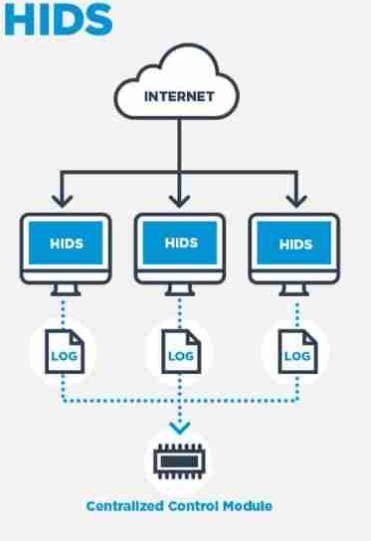 HIDS
INTERNET
HIDS
HIDS
HIDS
LOG
LOG
LOG
Centralized Control Module